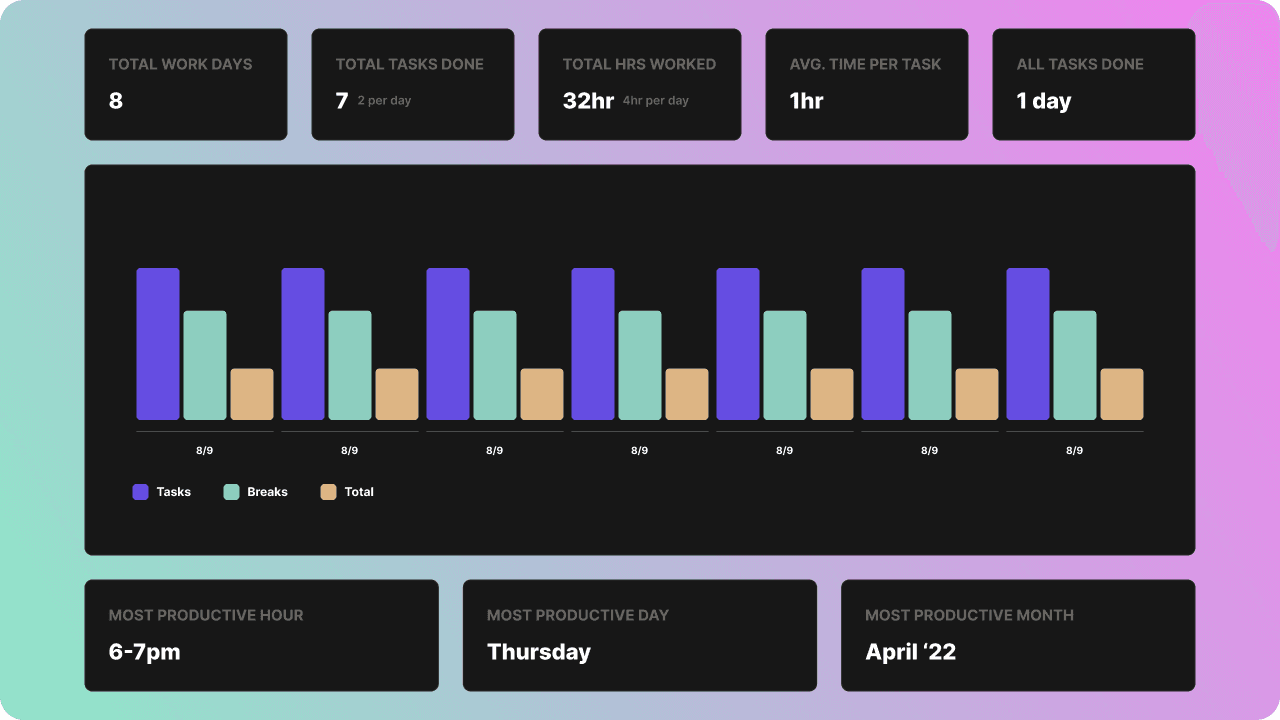 TOTAL WORK DAYS
8
TOTAL TASKS DONE
7 2 per day
TOTAL HRS WORKED
32hr 4hr per day
AVG. TIME PER TASK
1hr
ALL TASKS DONE
1 day
8/9 8/9 8/9 8/9 8/9 8/9 8/9
Tasks Breaks Total
MOST PRODUCTIVE HOUR
6-7pm
MOST PRODUCTIVE DAY
Thursday
MOST PRODUCTIVE MONTH
April ‘22